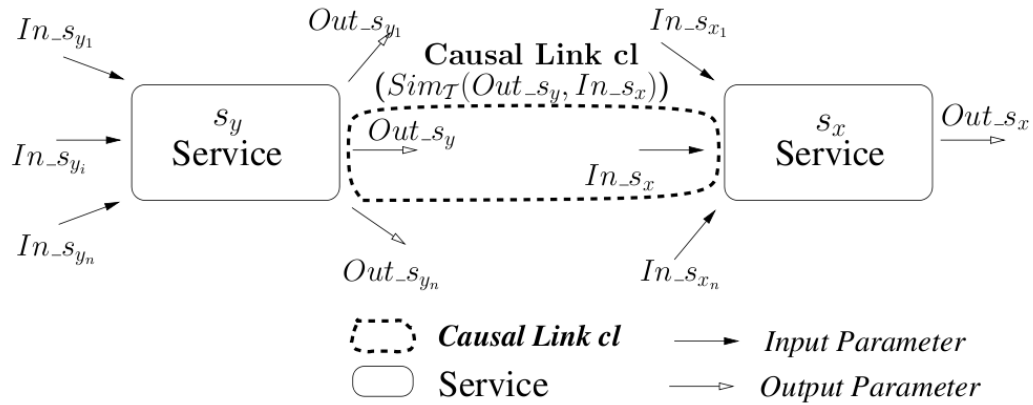 Out_s_{y_1}
In_s_{x_1}
In_s_{y_1}
Causal Link cl
(Sim_𝒯(Out_s_y, In_s_x))
s_y
Service
Out_s_y
s_x
Service
Out_s_x
In_s_{y_i}
In_s_x
In_s_{y_n}
Out_s_{y_n}
In_s_{x_n}
Causal Link cl
Input Parameter
Service
Output Parameter